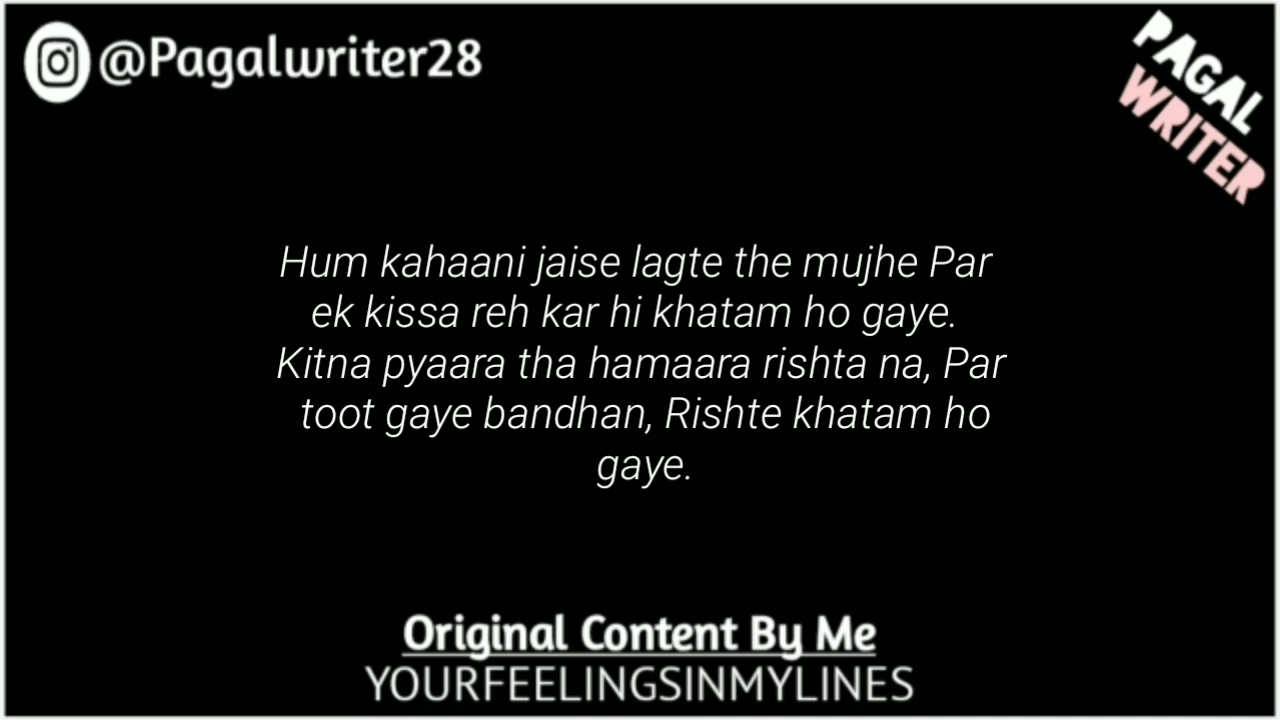 @Pagalwriter28
PAGAL
WRITER
Hum kahaani jaise lagte the mujhe Par
ek kissa reh kar hi khatam ho gaye.
Kitna pyaara tha hamaara rishta na, Par
toot gaye bandhan, Rishte khatam ho
gaye.
Original Content By Me
YOURFEELINGSINMYLINES